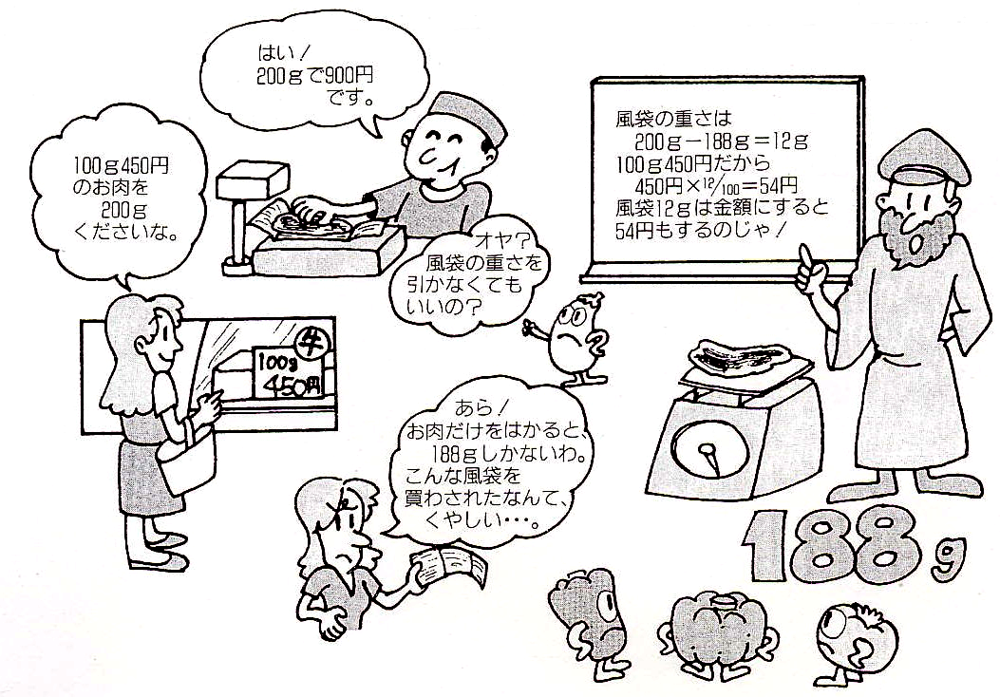 はい!
200gで900円
です。
100g450円
のお肉を
200g
くださいな。
オヤ?
風袋の重さを
引かなくても
いいの?
牛
100g
450円
あら!
お肉だけをはかると、
188gしかないわ。
こんな風袋を
買わされたなんて、
くやしい・・・。
風袋の重さは
200g-188g=12g
100g450円だから
450円×12/100=54円
風袋12gは金額にすると
54円もするのじゃ!
188g